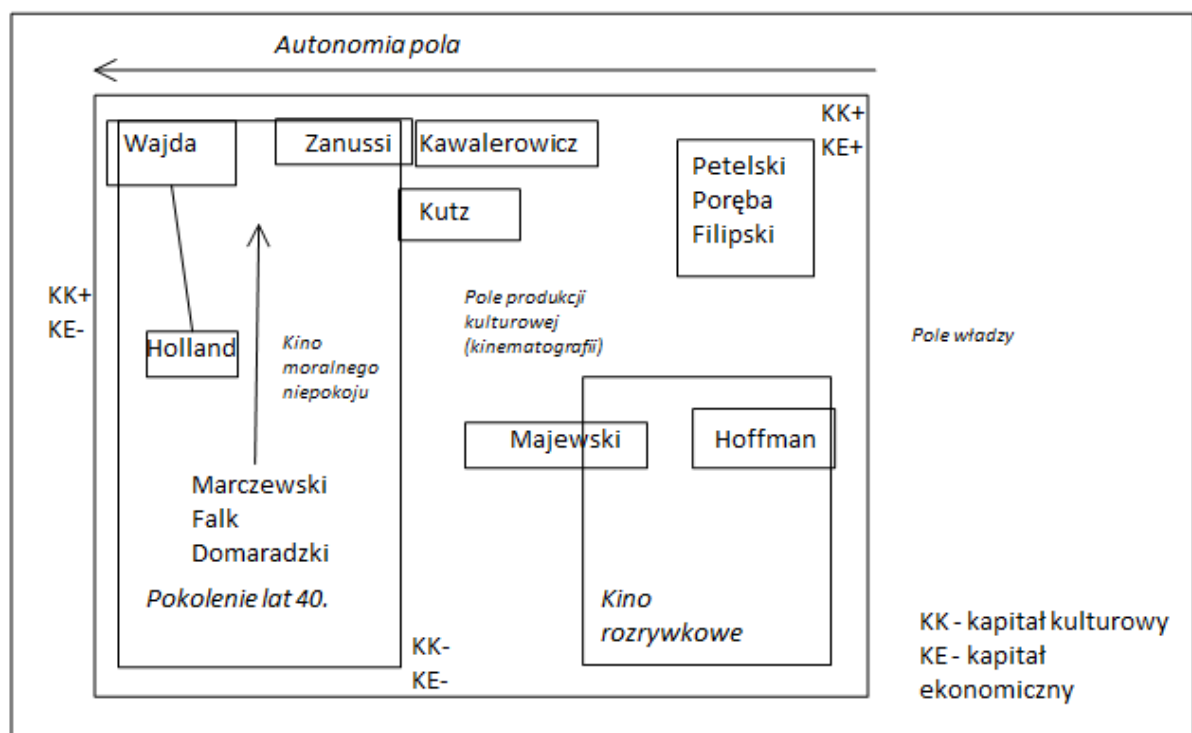 Autonomia pola
KK+
KE+
Wajda
Zanussi
Kawalerowicz
Petelski
Poręba
Filipski
Kutz
KK+
KE-
Pole produkcji
kulturowej
(kinematografii)
Pole władzy
Holland
Kino
moralnego
niepokoju
Majewski
Hoffman
Marczewski
Falk
Domaradzki
Pokolenie lat 40.
Kino
rozrywkowe
KK-
KE-
KK - kapitał kulturowy
KE - kapitał
ekonomiczny